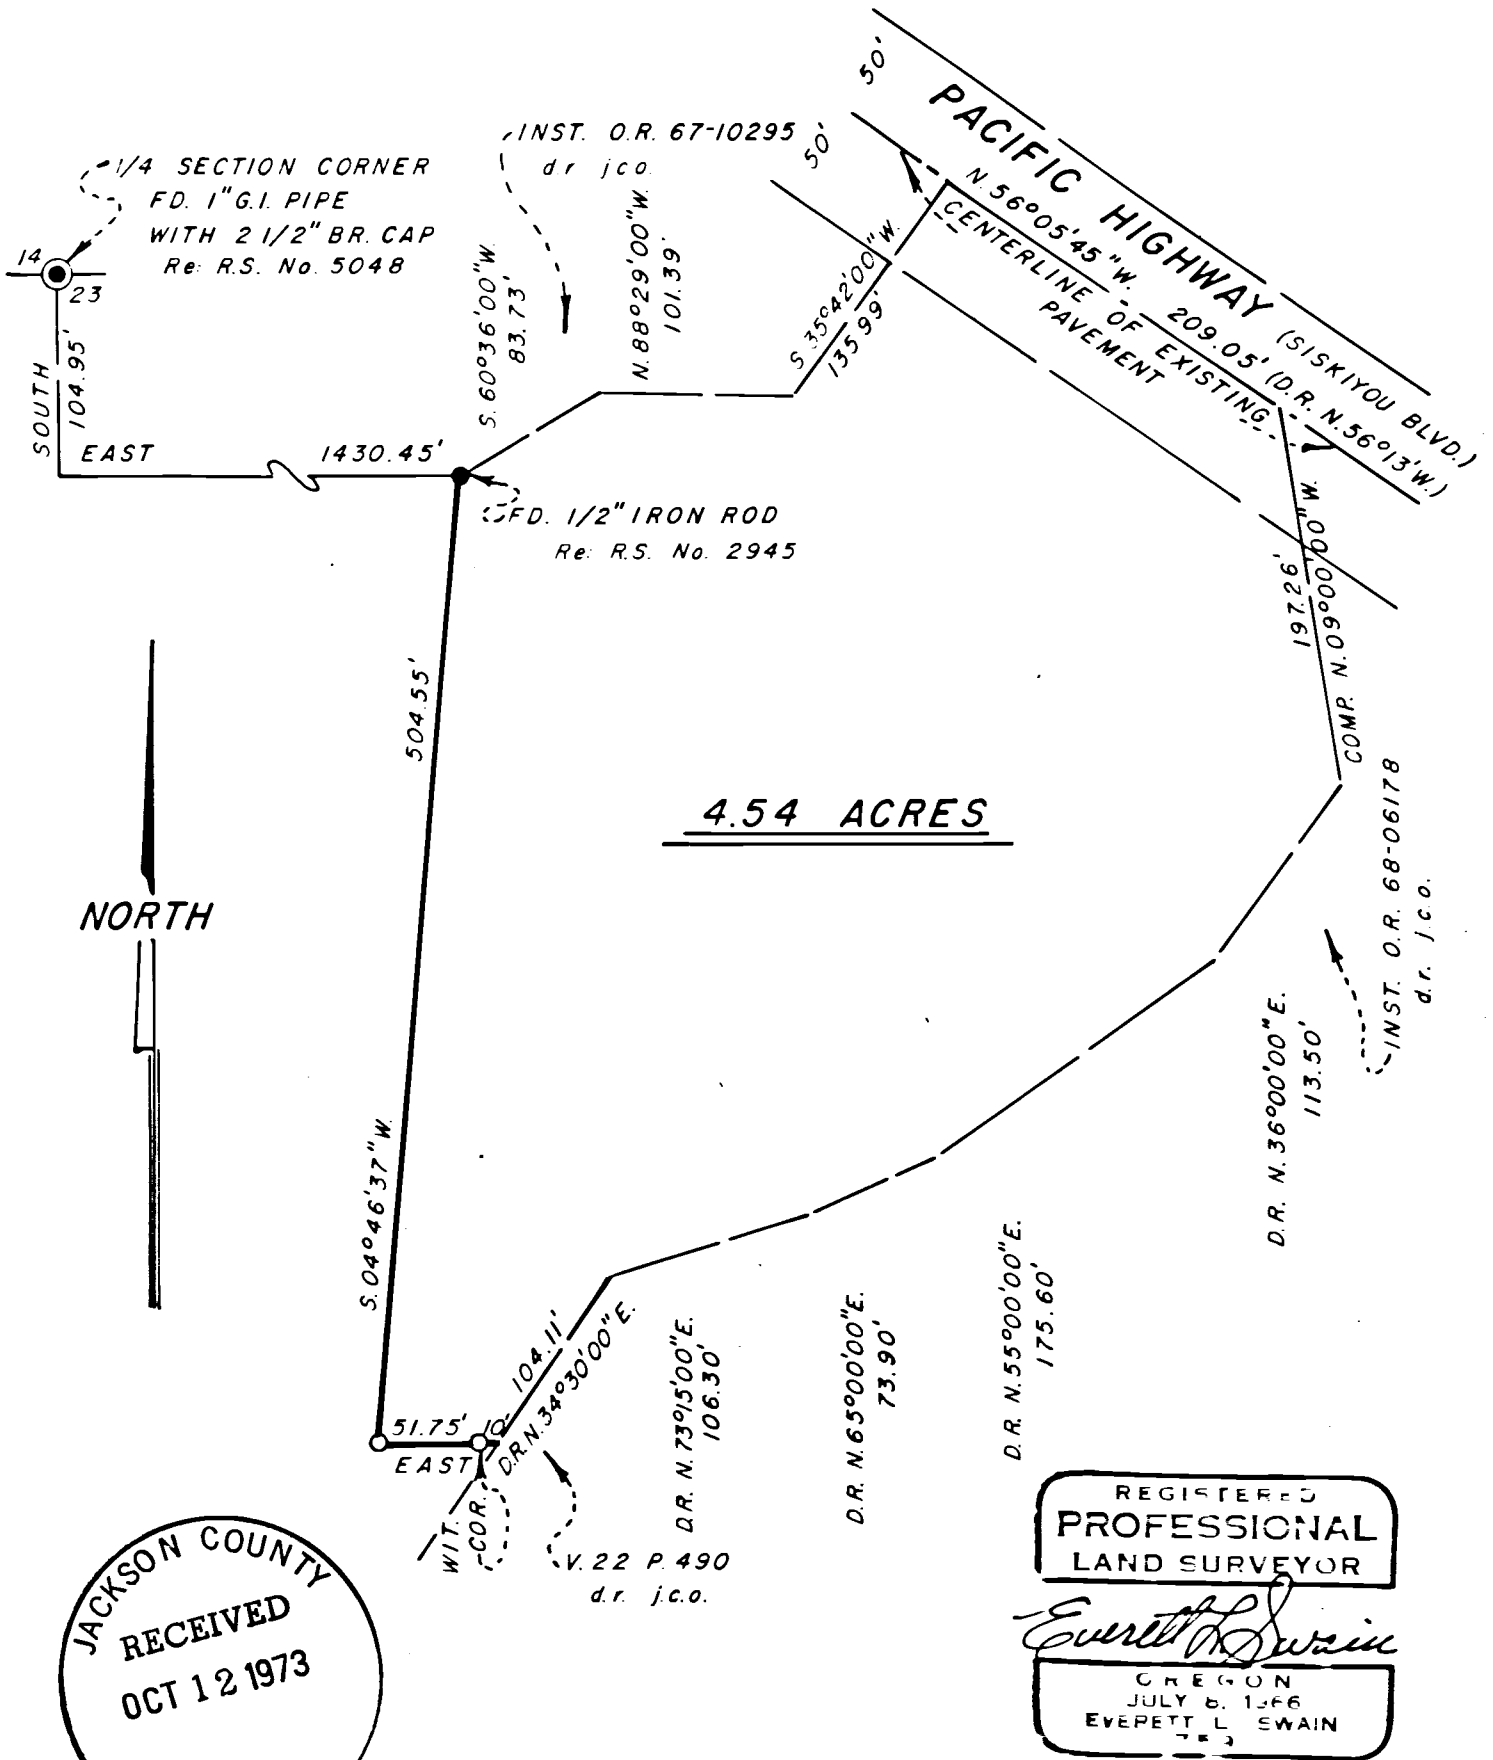 50'
PACIFIC HIGHWAY (SISKIYOU BLVD.)
50'
N. 56°05'45"W. 209.05' (D.R. N.56°13'W.)
CENTERLINE OF EXISTING
PAVEMENT
INST. O.R. 67-10295
d.r. j.c.o.
1/4 SECTION CORNER
FD. 1" G.I. PIPE
WITH 2 1/2" BR. CAP
Re: R.S. No. 5048
14
23
SOUTH
104.95'
EAST 1430.45'
S. 60°36'00"W
83.73'
N. 88°29'00"W.
101.39'
S. 35°42'00"W.
135.99'
FD. 1/2" IRON ROD
Re: R.S. No. 2945
197.26'
COMP. N.09°00'00"W.
504.55'
S. 04°46'37"W.
4.54 ACRES
NORTH
INST. O.R. 68-06178
d.r. j.c.o.
D.R. N.36°00'00"E.
113.50'
D.R. N.55°00'00"E.
175.60'
D.R. N.65°00'00"E.
73.90'
D.R. N.73°15'00"E.
106.30'
104.11'
D.R. N.34°30'00"E.
51.75'
10'
EAST
WIT.
COR.
V. 22 P. 490
d.r. j.c.o.
JACKSON COUNTY
RECEIVED
OCT 12 1973
REGISTERED
PROFESSIONAL
LAND SURVEYOR
Everett L Swain
OREGON
JULY 8, 1966
EVERETT L. SWAIN